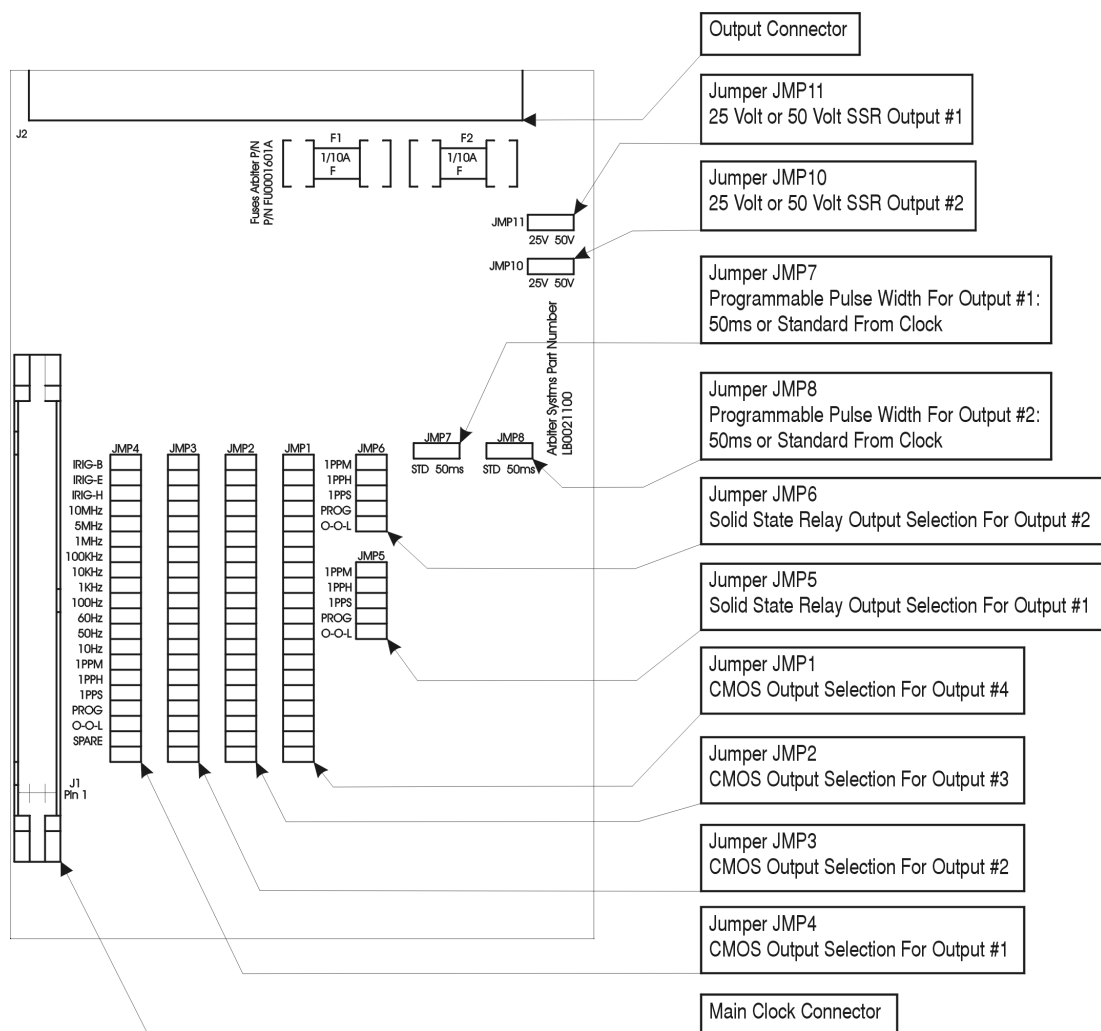 Output Connector
Jumper JMP11
25 Volt or 50 Volt SSR Output #1
Jumper JMP10
25 Volt or 50 Volt SSR Output #2
Jumper JMP7
Programmable Pulse Width For Output #1:
50ms or Standard From Clock
Jumper JMP8
Programmable Pulse Width For Output #2:
50ms or Standard From Clock
Jumper JMP6
Solid State Relay Output Selection For Output #2
Jumper JMP5
Solid State Relay Output Selection For Output #1
Jumper JMP1
CMOS Output Selection For Output #4
Jumper JMP2
CMOS Output Selection For Output #3
Jumper JMP3
CMOS Output Selection For Output #2
Jumper JMP4
CMOS Output Selection For Output #1
Main Clock Connector
J2
Fuses Arbiter P/N
P/N FU0001601A
F1
1/10A
F
F2
1/10A
F
JMP11
25V 50V
JMP10
25V 50V
Arbiter Systms Part Number
LB0021100
JMP7
STD 50ms
JMP8
STD 50ms
JMP4
JMP3
JMP2
JMP1
JMP6
IRIG-B
IRIG-E
IRIG-H
10MHz
5MHz
1MHz
100KHz
10KHz
1KHz
100Hz
60Hz
50Hz
10Hz
1PPM
1PPH
1PPS
PROG
O-O-L
SPARE
1PPM
1PPH
1PPS
PROG
O-O-L
JMP5
1PPM
1PPH
1PPS
PROG
O-O-L
J1
Pin 1